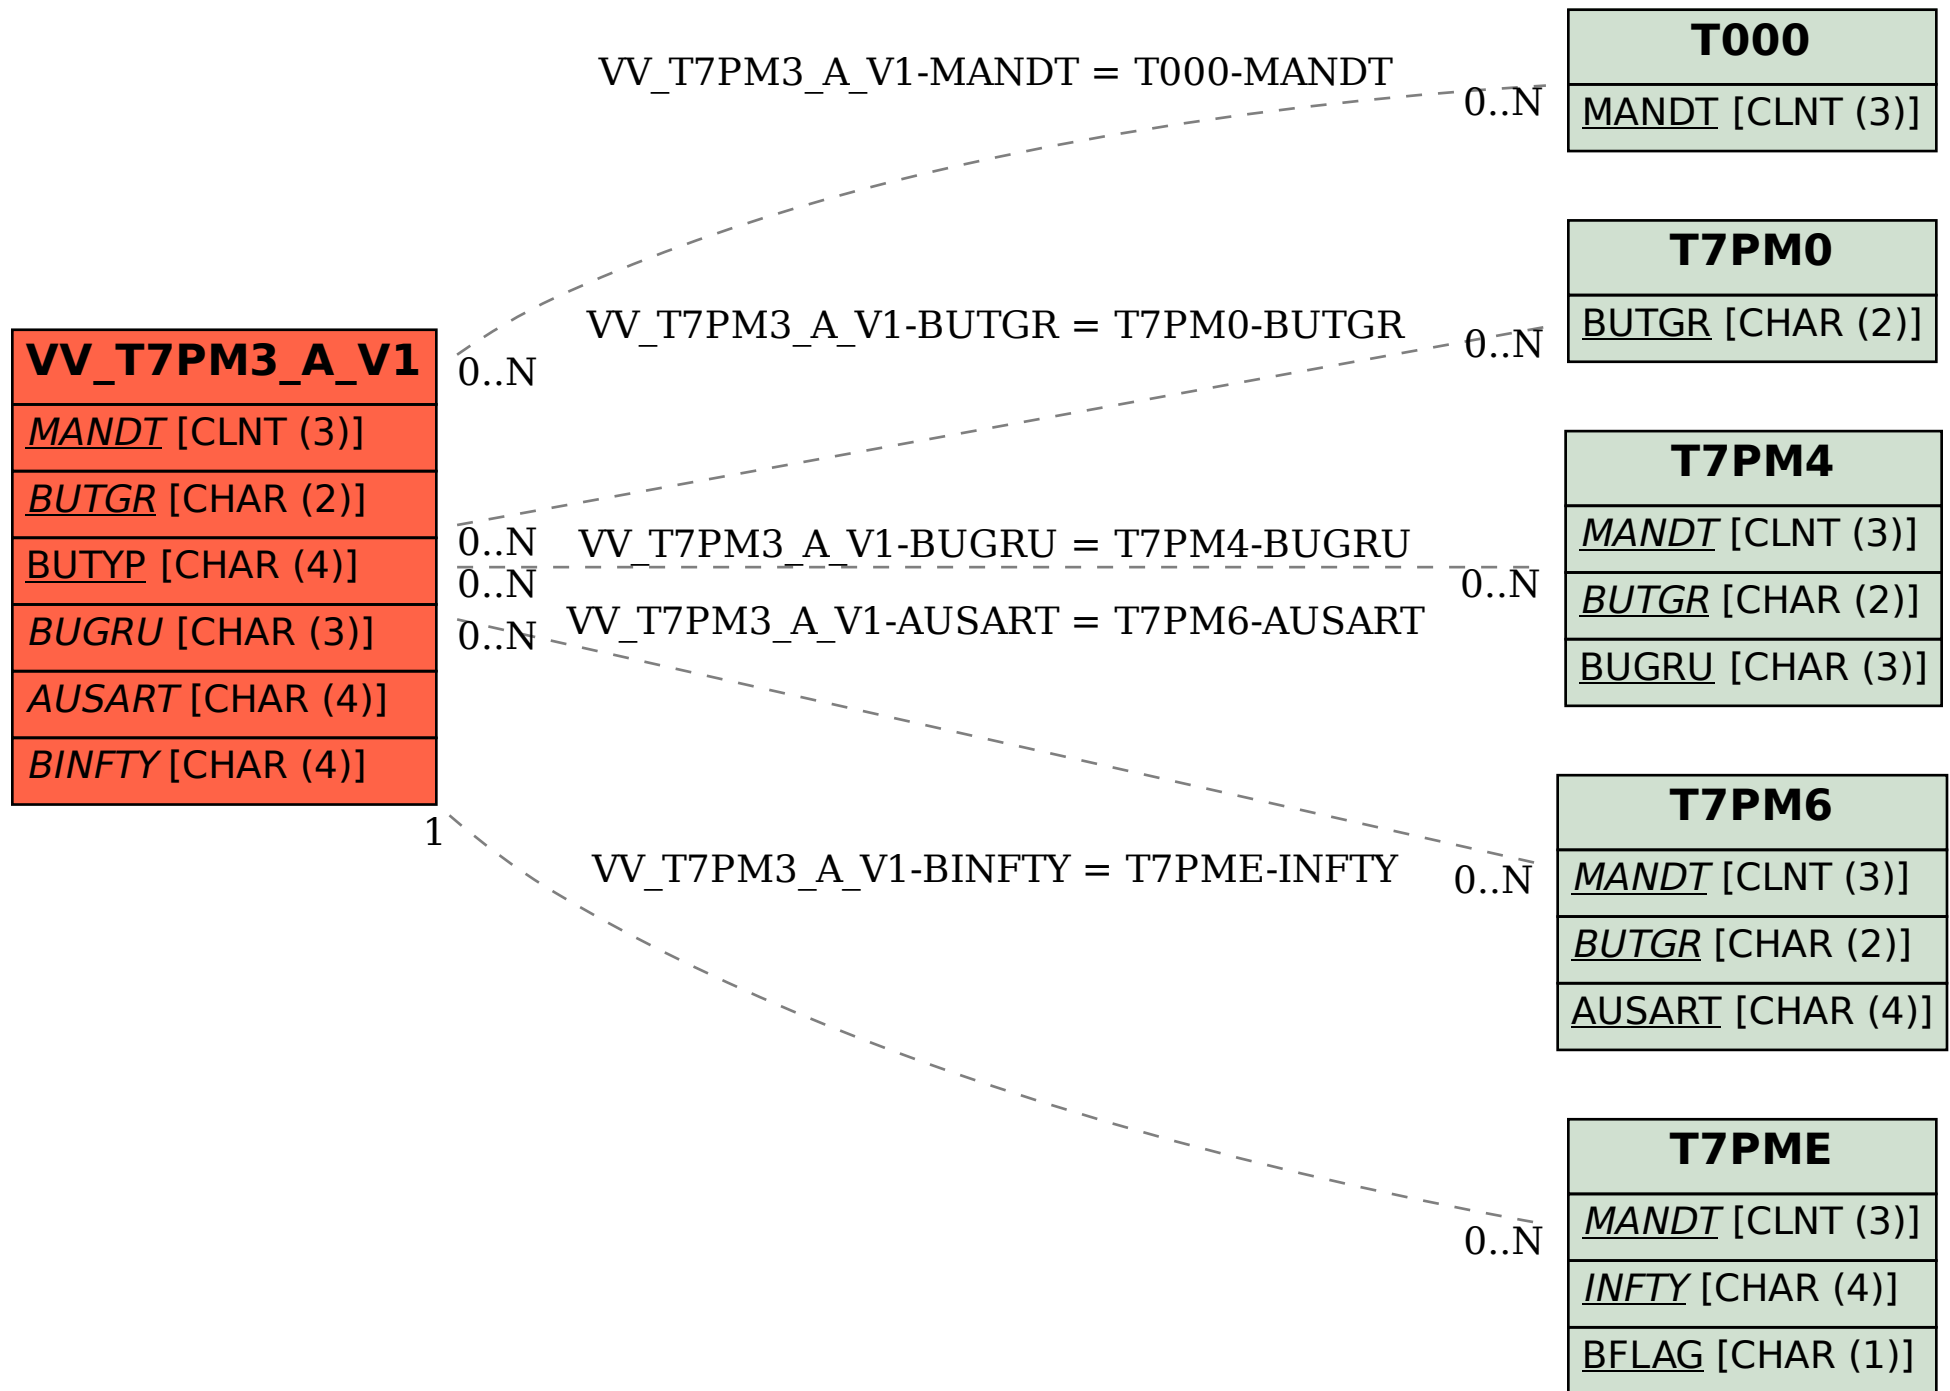 VV_T7PM3_A_V1
MANDT [CLNT (3)]
BUTGR [CHAR (2)]
BUTYP [CHAR (4)]
BUGRU [CHAR (3)]
AUSART [CHAR (4)]
BINFTY [CHAR (4)]
VV_T7PM3_A_V1-MANDT = T000-MANDT
0..N
0..N
VV_T7PM3_A_V1-BUTGR = T7PM0-BUTGR
0..N
0..N
VV_T7PM3_A_V1-BUGRU = T7PM4-BUGRU
0..N
0..N
VV_T7PM3_A_V1-AUSART = T7PM6-AUSART
0..N
0..N
VV_T7PM3_A_V1-BINFTY = T7PME-INFTY
1
0..N
T000
MANDT [CLNT (3)]
T7PM0
BUTGR [CHAR (2)]
T7PM4
MANDT [CLNT (3)]
BUTGR [CHAR (2)]
BUGRU [CHAR (3)]
T7PM6
MANDT [CLNT (3)]
BUTGR [CHAR (2)]
AUSART [CHAR (4)]
T7PME
MANDT [CLNT (3)]
INFTY [CHAR (4)]
BFLAG [CHAR (1)]